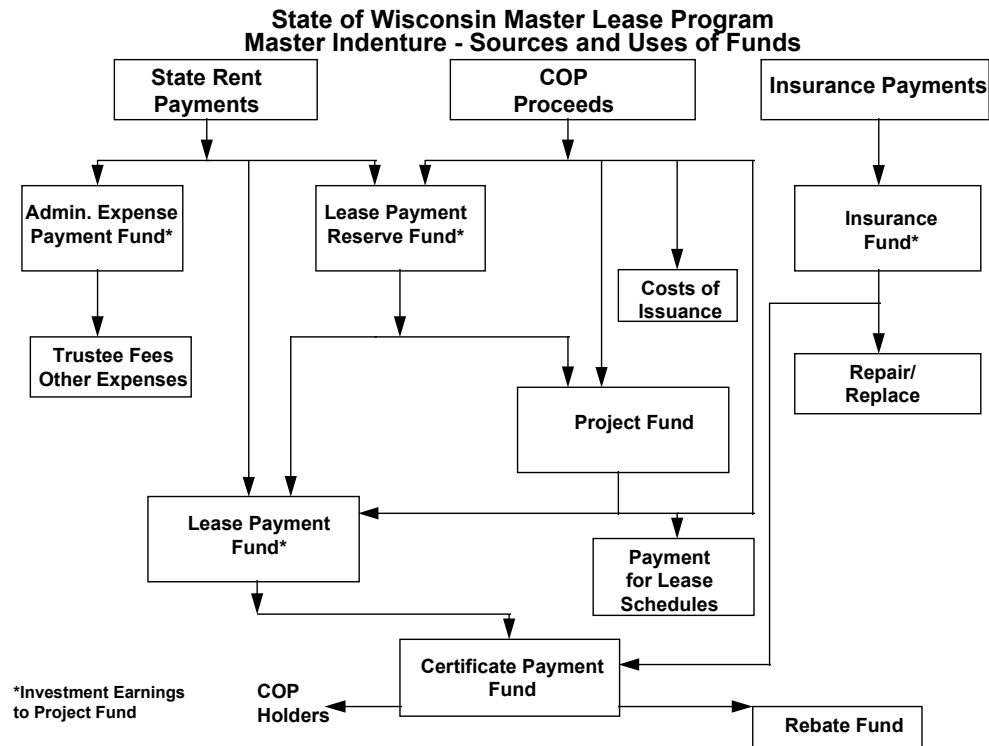 State of Wisconsin Master Lease Program
Master Indenture - Sources and Uses of Funds
State Rent
Payments
COP
Proceeds
Insurance Payments
Admin. Expense
Payment Fund*
Lease Payment
Reserve Fund*
Insurance
Fund*
Costs of
Issuance
Trustee Fees
Other Expenses
Repair/
Replace
Project Fund
Lease Payment
Fund*
Payment
for Lease
Schedules
Certificate Payment
Fund
*Investment Earnings
to Project Fund
COP
Holders
Rebate Fund